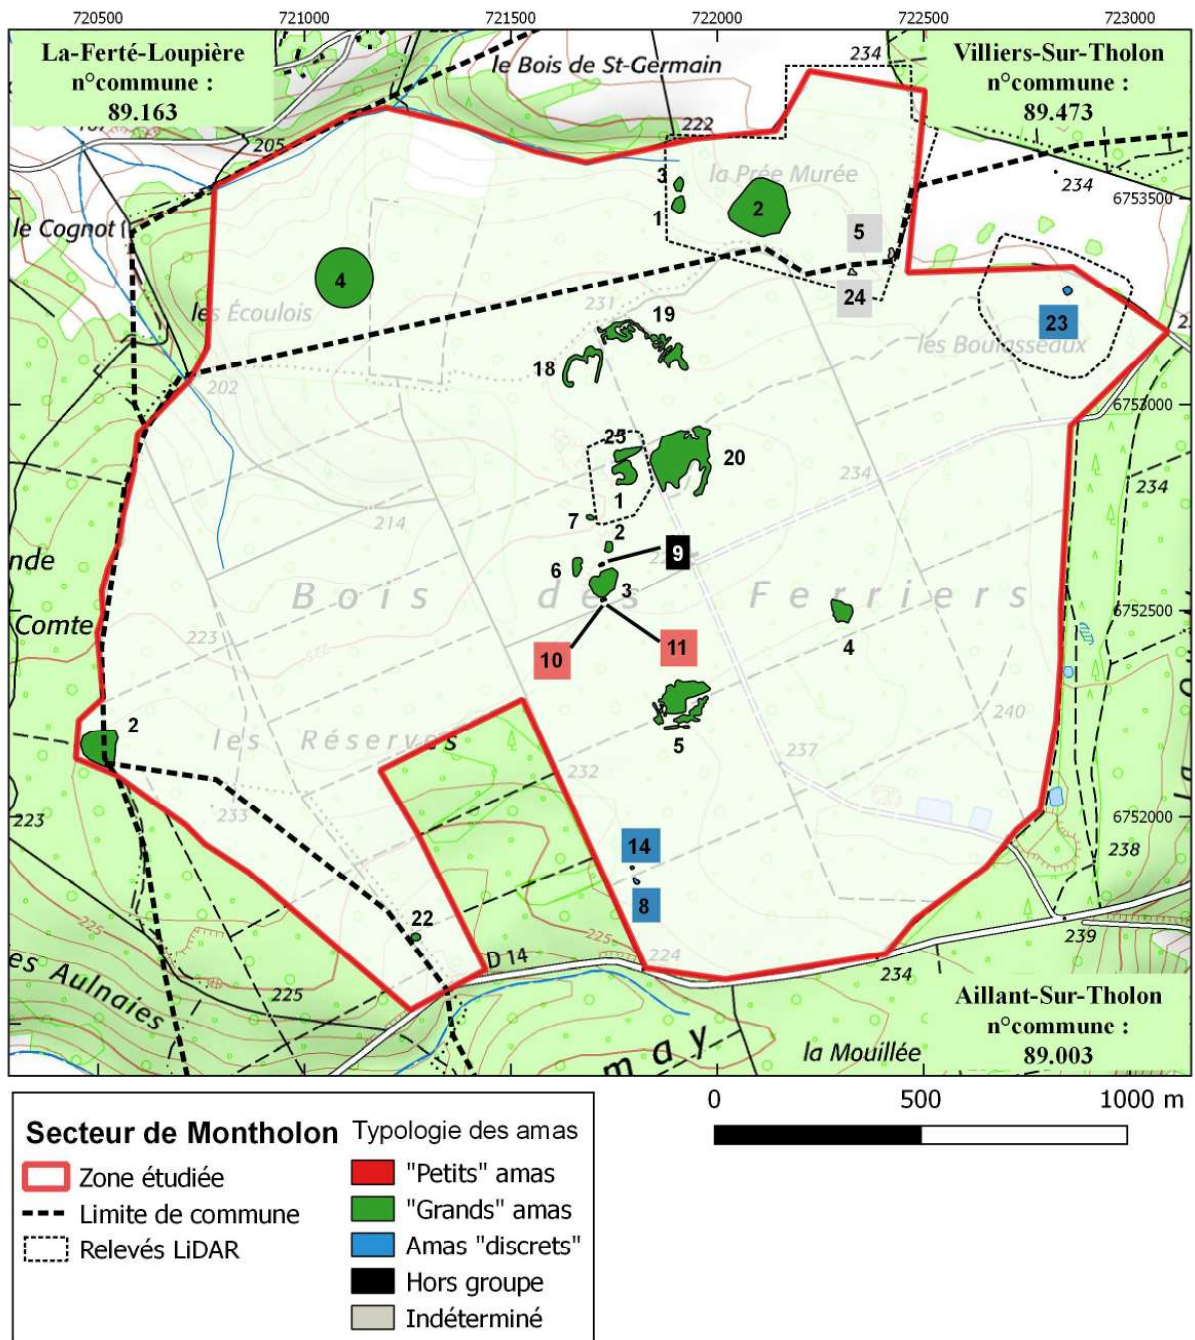 720500 721000 721500 722000 722500 723000
La-Ferté-Loupière
n°commune :
89.163
le Bois de St-Germain
234
Villiers-Sur-Tholon
n°commune :
89.473
205
222
3
la Prée Murée
234
6753500
le Cognot
1
2
5
4
24
23
les Écoulois
231
19
les Boulasseaux
18
202
6753000
25
20
234
234
1
214
7
2
9
nde
6
3
Bois des Ferriers
6752500
Comte
223
10
11
4
2
les Réserves
240
5
237
232
233
6752000
223
14
238
8
22
225
224
239
D 14
234
es Aulnaies
225
Aillant-Sur-Tholon
n°commune :
89.003
may
la Mouillée
Secteur de Montholon
Zone étudiée
Limite de commune
Relevés LiDAR
Typologie des amas
"Petits" amas
"Grands" amas
Amas "discrets"
Hors groupe
Indéterminé
0 500 1000 m